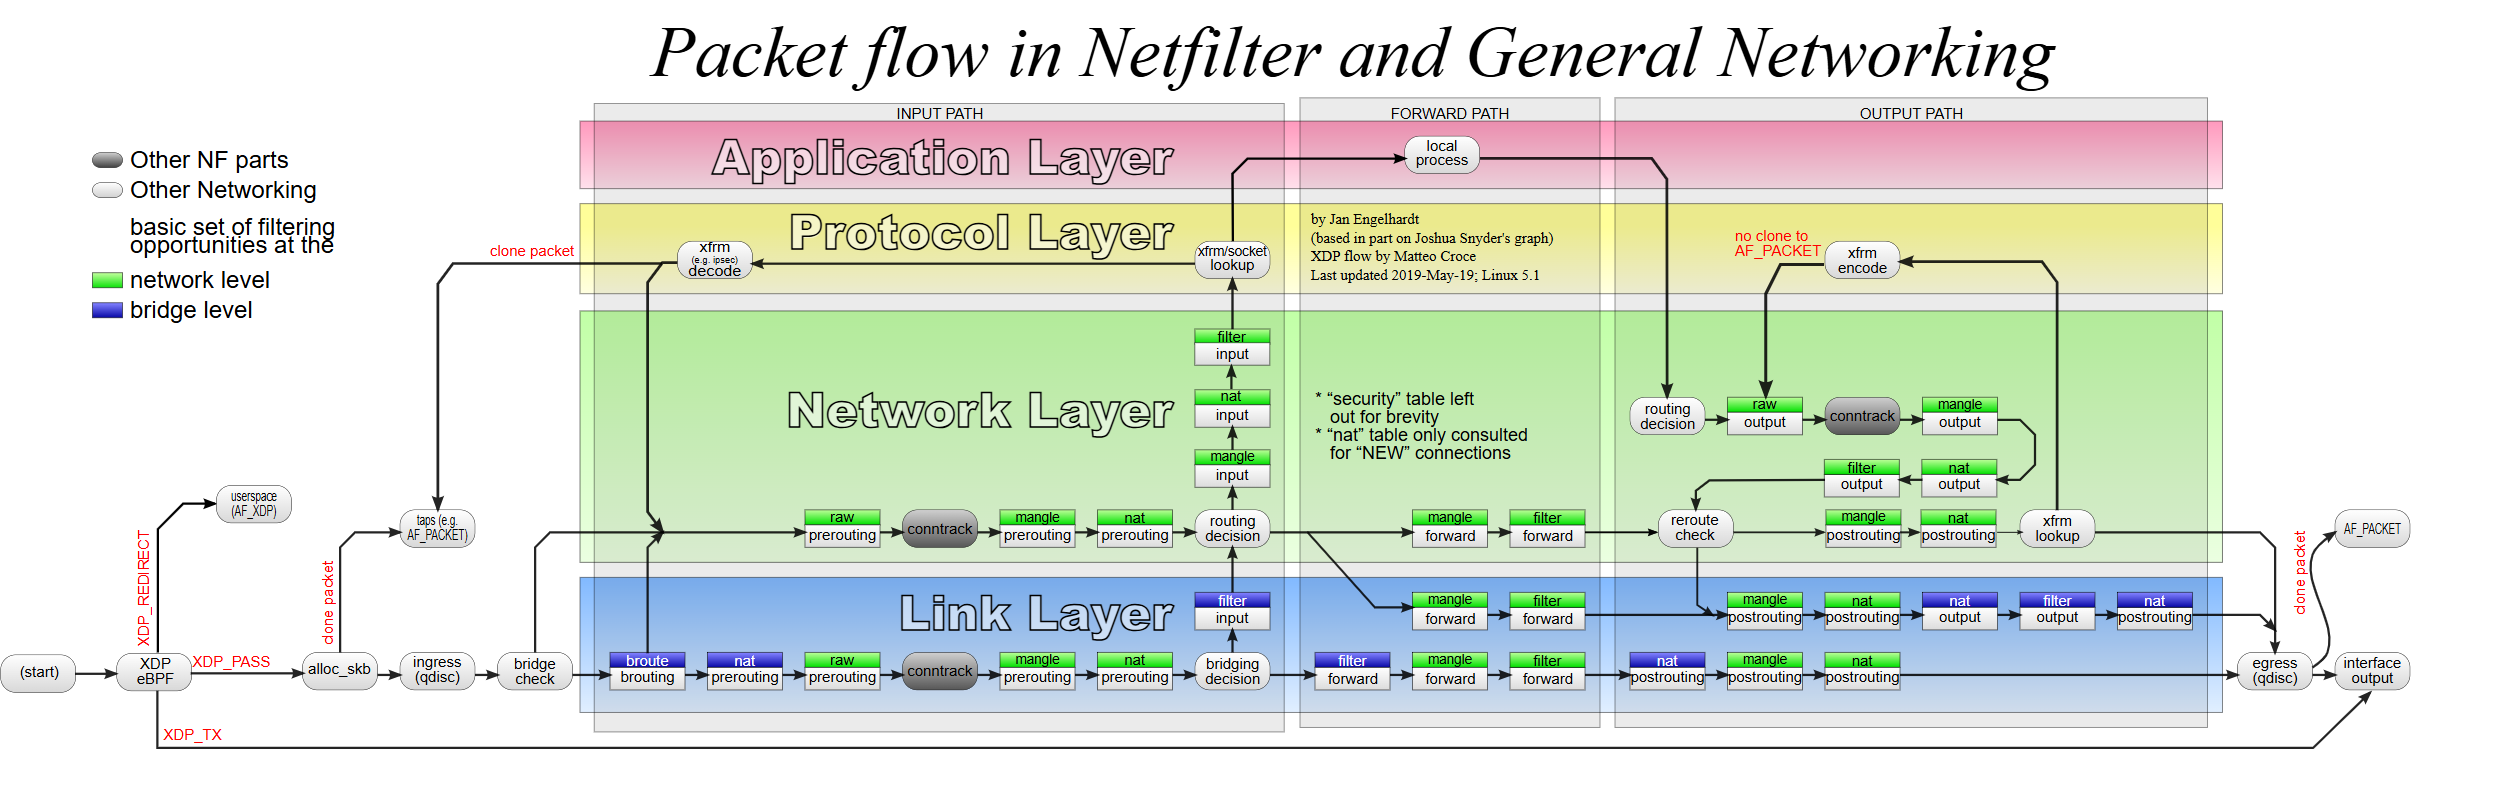 Packet flow in Netfilter and General Networking
INPUT PATH
FORWARD PATH
OUTPUT PATH
Application Layer
local
process
Other NF parts
Other Networking
basic set of filtering
opportunities at the
network level
bridge level
Protocol Layer
clone packet
xfrm
(e.g. ipsec)
decode
xfrm/socket
lookup
by Jan Engelhardt
(based in part on Joshua Snyder's graph)
XDP flow by Matteo Croce
Last updated 2019-May-19; Linux 5.1
no clone to
AF_PACKET
xfrm
encode
Network Layer
filter
input
nat
input
mangle
input
* “security” table left
out for brevity
* “nat” table only consulted
for “NEW” connections
routing
decision
raw
output
conntrack
mangle
output
filter
output
nat
output
userspace
(AF_XDP)
taps (e.g.
AF_PACKET)
raw
prerouting
conntrack
mangle
prerouting
nat
prerouting
routing
decision
mangle
forward
filter
forward
reroute
check
mangle
postrouting
nat
postrouting
xfrm
lookup
clone packet
AF_PACKET
XDP_REDIRECT
clone packet
Link Layer
filter
input
mangle
forward
filter
forward
mangle
postrouting
nat
postrouting
nat
output
filter
output
nat
postrouting
(start)
XDP
eBPF
XDP_PASS
alloc_skb
ingress
(qdisc)
bridge
check
broute
brouting
nat
prerouting
raw
prerouting
conntrack
mangle
prerouting
nat
prerouting
bridging
decision
filter
forward
mangle
forward
filter
forward
nat
postrouting
mangle
postrouting
nat
postrouting
egress
(qdisc)
interface
output
XDP_TX